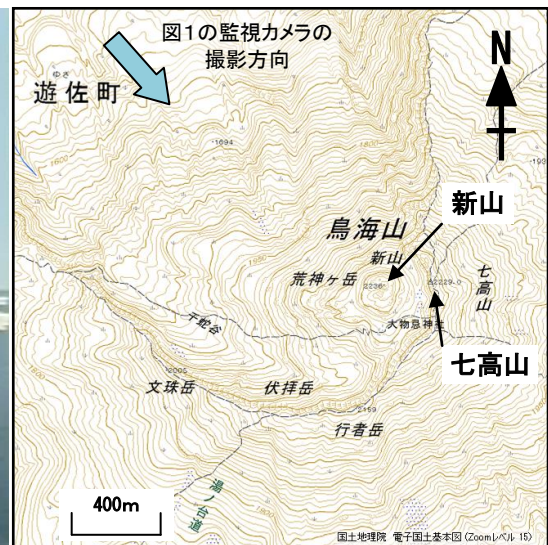 図1の監視カメラの
撮影方向
N
ゆざ
遊佐町
1600
1694
鳥海山
新山
新山
荒神ヶ岳
2236
2229.0
七高山
大物忌神社
千蛇谷
七高山
2005
文珠岳
伏拝岳
2159
行者岳
湯ノ台道
400m
国土地理院 電子国土基本図(Zoomレベル 15)